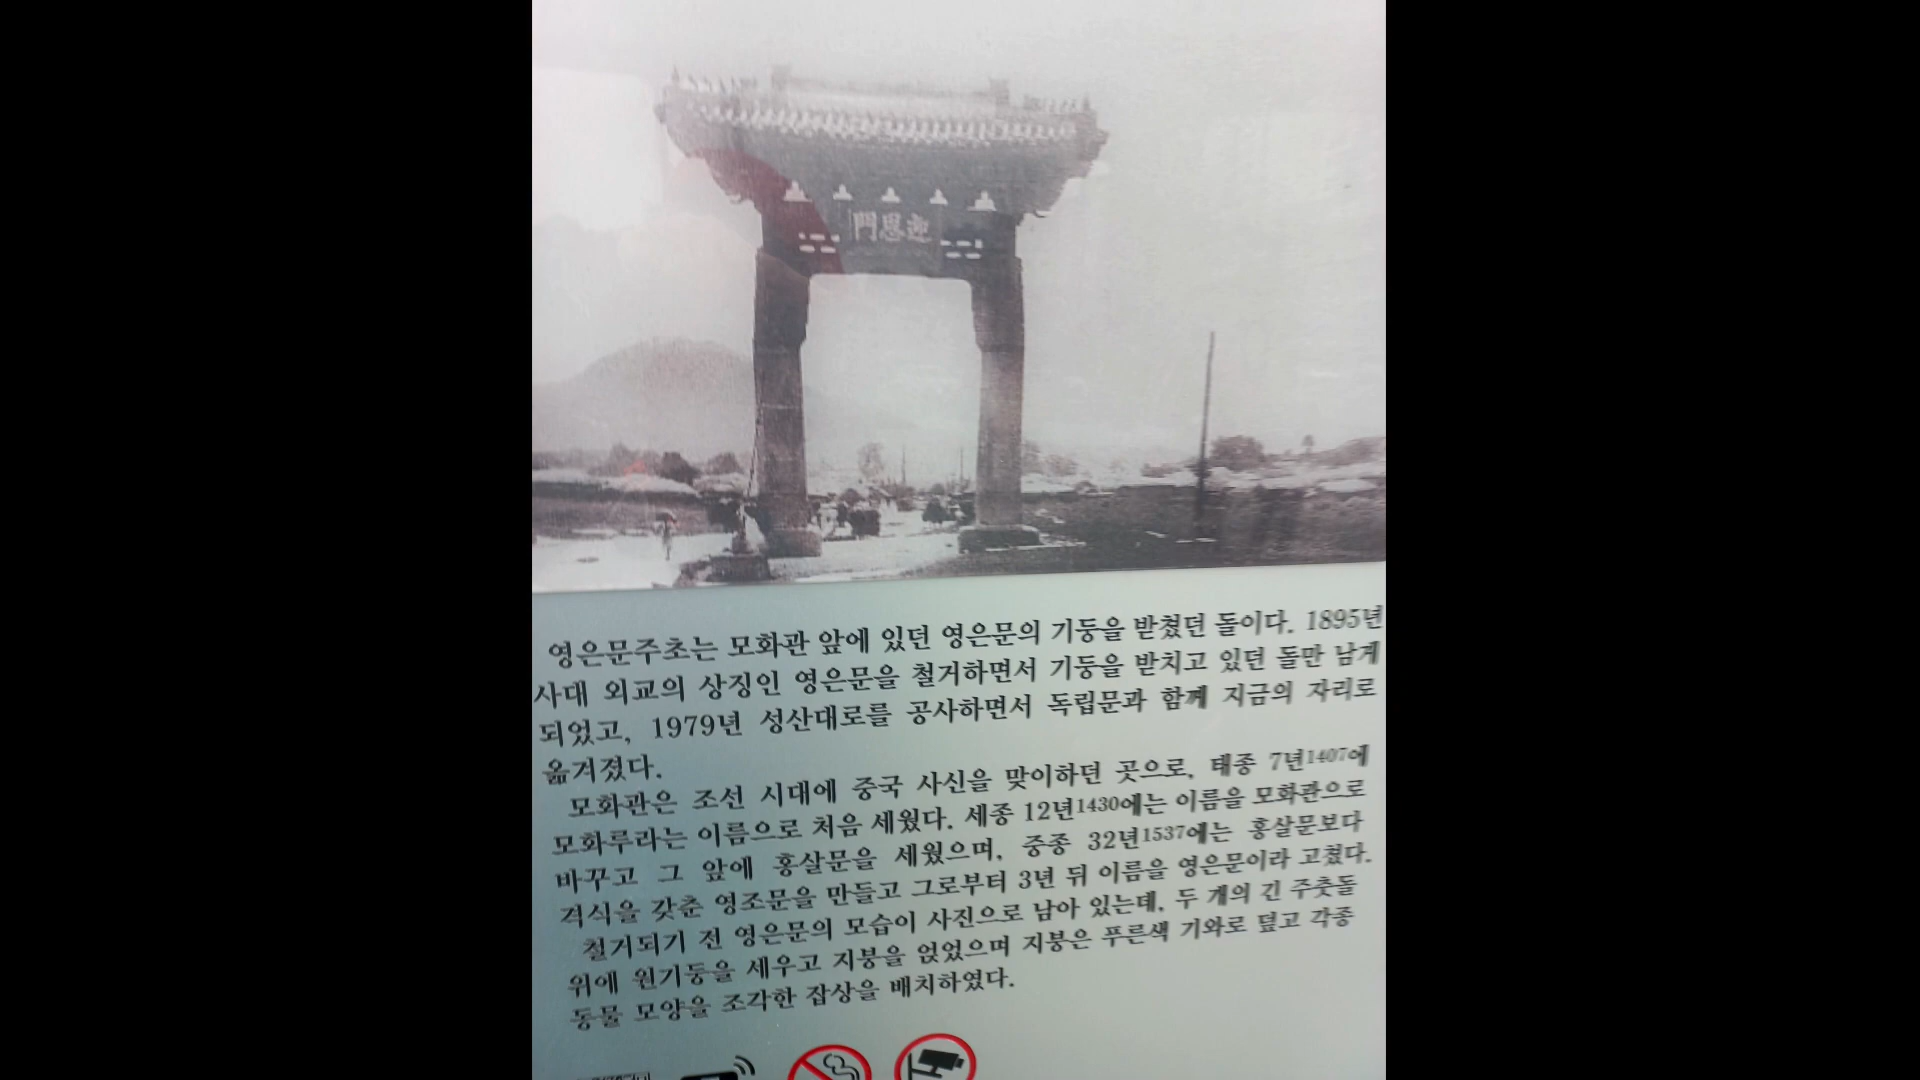 迎恩門
영은문주초는 모화관 앞에 있던 영은문의 기둥을 받쳤던 돌이다. 1895년
사대 외교의 상징인 영은문을 철거하면서 기둥을 받치고 있던 돌만 남게
되었고, 1979년 성산대로를 공사하면서 독립문과 함께 지금의 자리로
옮겨졌다.
모화관은 조선 시대에 중국 사신을 맞이하던 곳으로, 태종 7년1407에
모화루라는 이름으로 처음 세웠다. 세종 12년1430에는 이름을 모화관으로
바꾸고 그 앞에 홍살문을 세웠으며, 중종 32년1537에는 홍살문보다
격식을 갖춘 영조문을 만들고 그로부터 3년 뒤 이름을 영은문이라 고쳤다.
철거되기 전 영은문의 모습이 사진으로 남아 있는데, 두 개의 긴 주춧돌
위에 원기둥을 세우고 지붕을 얹었으며 지붕은 푸른색 기와로 덮고 각종
동물 모양을 조각한 잡상을 배치하였다.